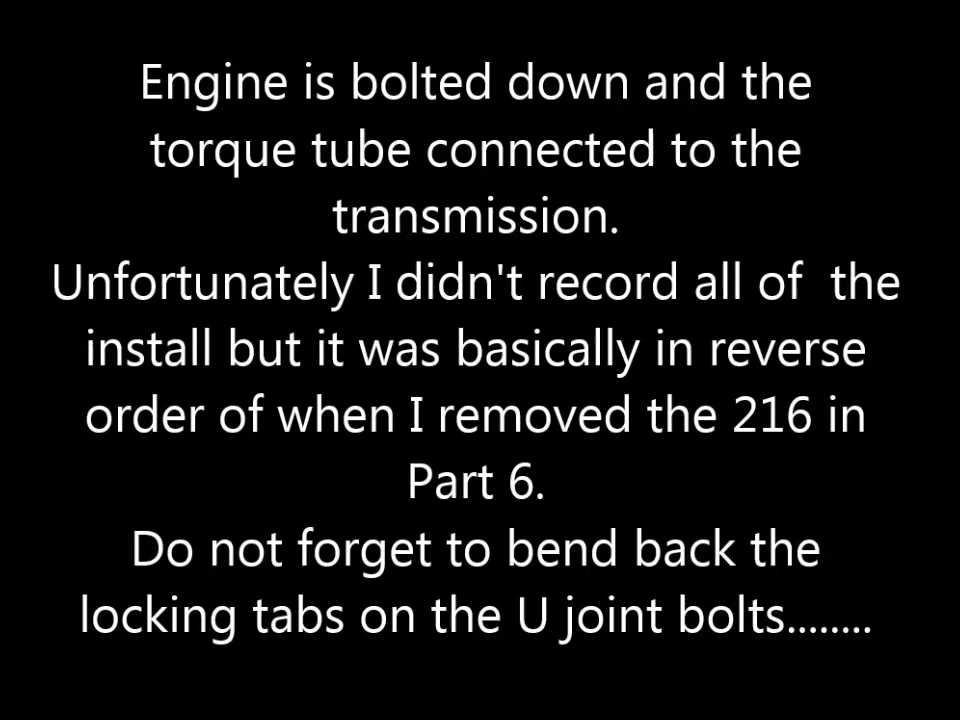 Engine is bolted down and the
torque tube connected to the
transmission.
Unfortunately I didn't record all of  the
install but it was basically in reverse
order of when I removed the 216 in
Part 6.
Do not forget to bend back the
locking tabs on the U joint bolts........